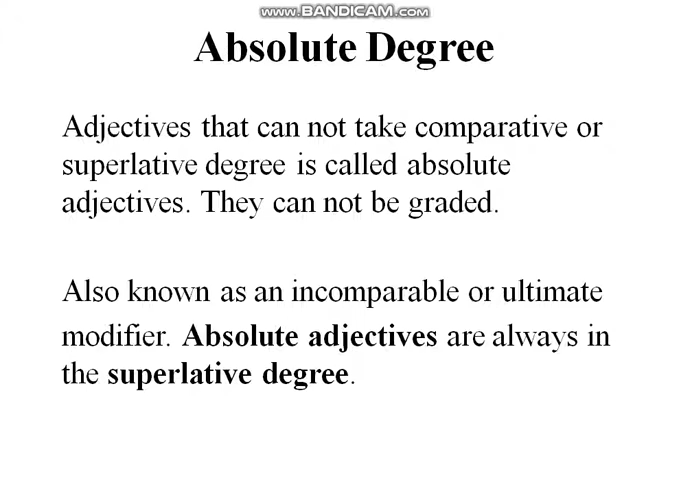 www.BANDICAM.com
Absolute Degree
Adjectives that can not take comparative or
superlative degree is called absolute
adjectives. They can not be graded.
Also known as an incomparable or ultimate
modifier. Absolute adjectives are always in
the superlative degree.